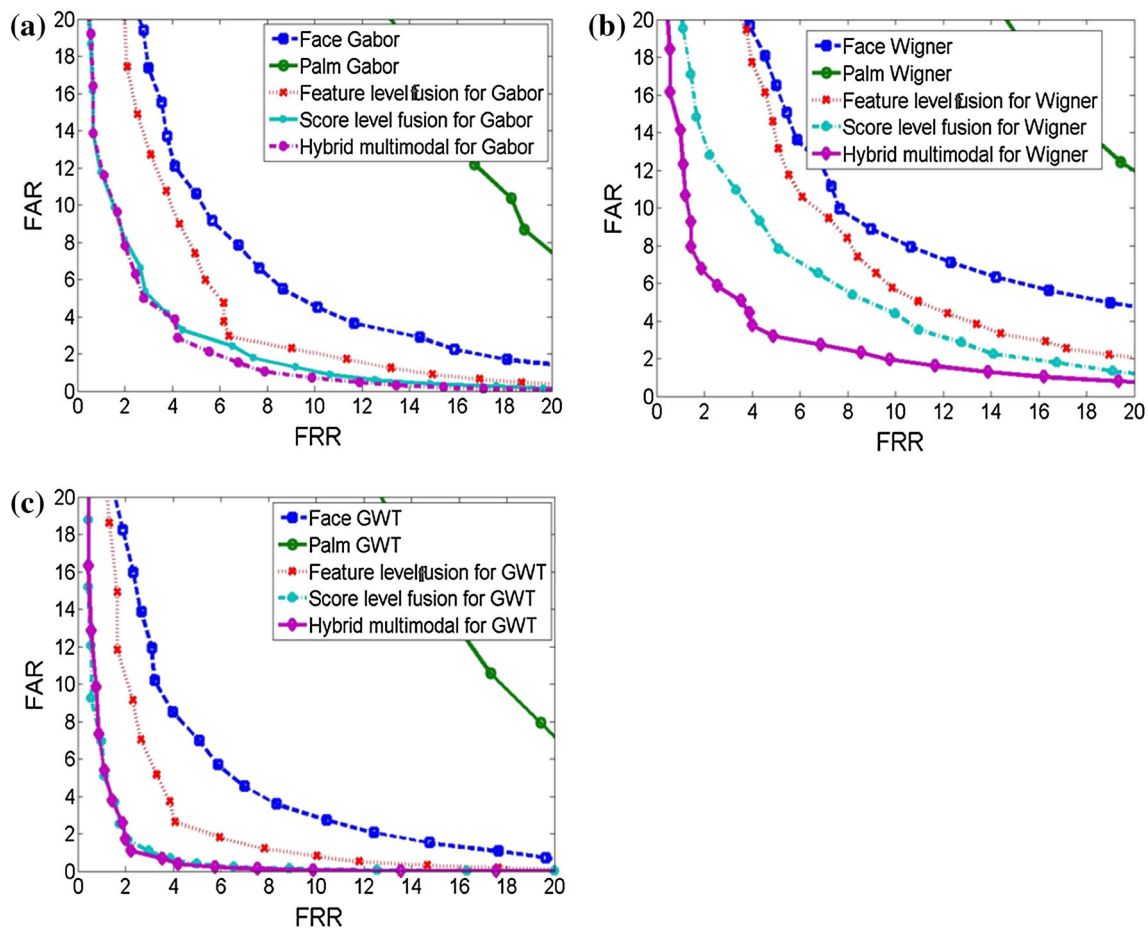 (a)
20
18
16
14
12
10
8
6
4
2
0
FAR
Face Gabor
Palm Gabor
Feature level fusion for Gabor
Score level fusion for Gabor
Hybrid multimodal for Gabor
0 2 4 6 8 10 12 14 16 18 20
FRR
(b)
20
18
16
14
12
10
8
6
4
2
0
FAR
Face Wigner
Palm Wigner
Feature level fusion for Wigner
Score level fusion for Wigner
Hybrid multimodal for Wigner
0 2 4 6 8 10 12 14 16 18 20
FRR
(c)
20
18
16
14
12
10
8
6
4
2
0
FAR
Face GWT
Palm GWT
Feature level fusion for GWT
Score level fusion for GWT
Hybrid multimodal for GWT
0 2 4 6 8 10 12 14 16 18 20
FRR